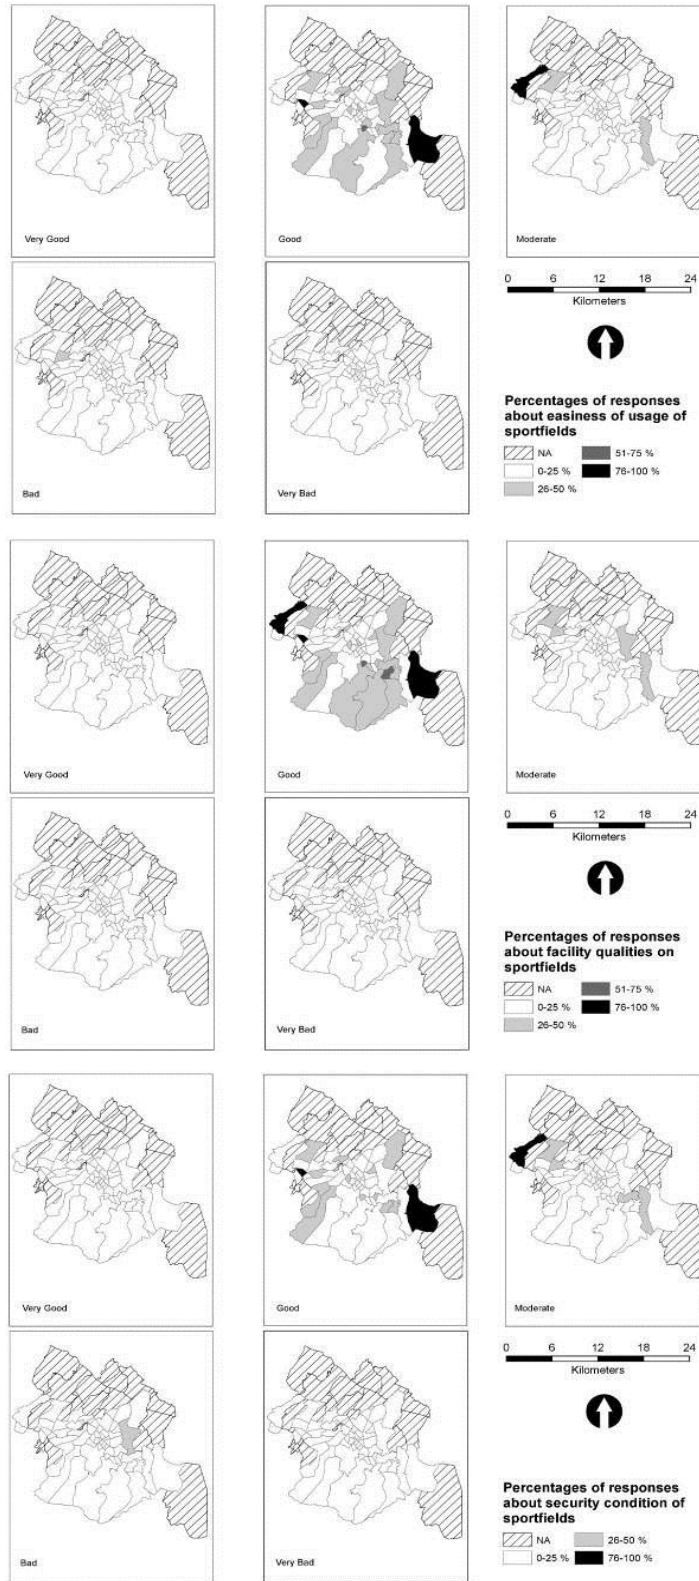 Very Good
Good
Moderate
Bad
Very Bad
0 6 12 18 24
Kilometers
Percentages of responses
about easiness of usage of
sportfields
NA 51-75 %
0-25 % 76-100 %
26-50 %
Very Good
Good
Moderate
Bad
Very Bad
0 6 12 18 24
Kilometers
Percentages of responses
about facility qualities on
sportfields
NA 51-75 %
0-25 % 76-100 %
26-50 %
Very Good
Good
Moderate
Bad
Very Bad
0 6 12 18 24
Kilometers
Percentages of responses
about security condition of
sportfields
NA 26-50 %
0-25 % 76-100 %